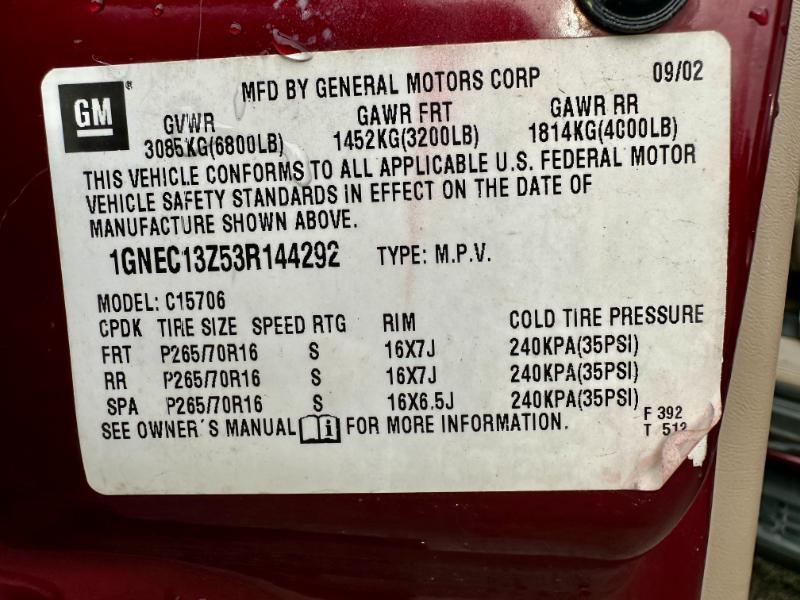 MFD BY GENERAL MOTORS CORP 09/02
GM
GVWR GAWR FRT GAWR RR
3085KG(6800LB) 1452KG(3200LB) 1814KG(4000LB)
THIS VEHICLE CONFORMS TO ALL APPLICABLE U.S. FEDERAL MOTOR
VEHICLE SAFETY STANDARDS IN EFFECT ON THE DATE OF
MANUFACTURE SHOWN ABOVE.
1GNEC13Z53R144292 TYPE: M.P.V.
MODEL: C15706
CPDK TIRE SIZE SPEED RTG RIM COLD TIRE PRESSURE
FRT P265/70R16 S 16X7J 240KPA(35PSI)
RR P265/70R16 S 16X7J 240KPA(35PSI)
SPA P265/70R16 S 16X6.5J 240KPA(35PSI)
SEE OWNER'S MANUAL i FOR MORE INFORMATION.
F 392
T 512